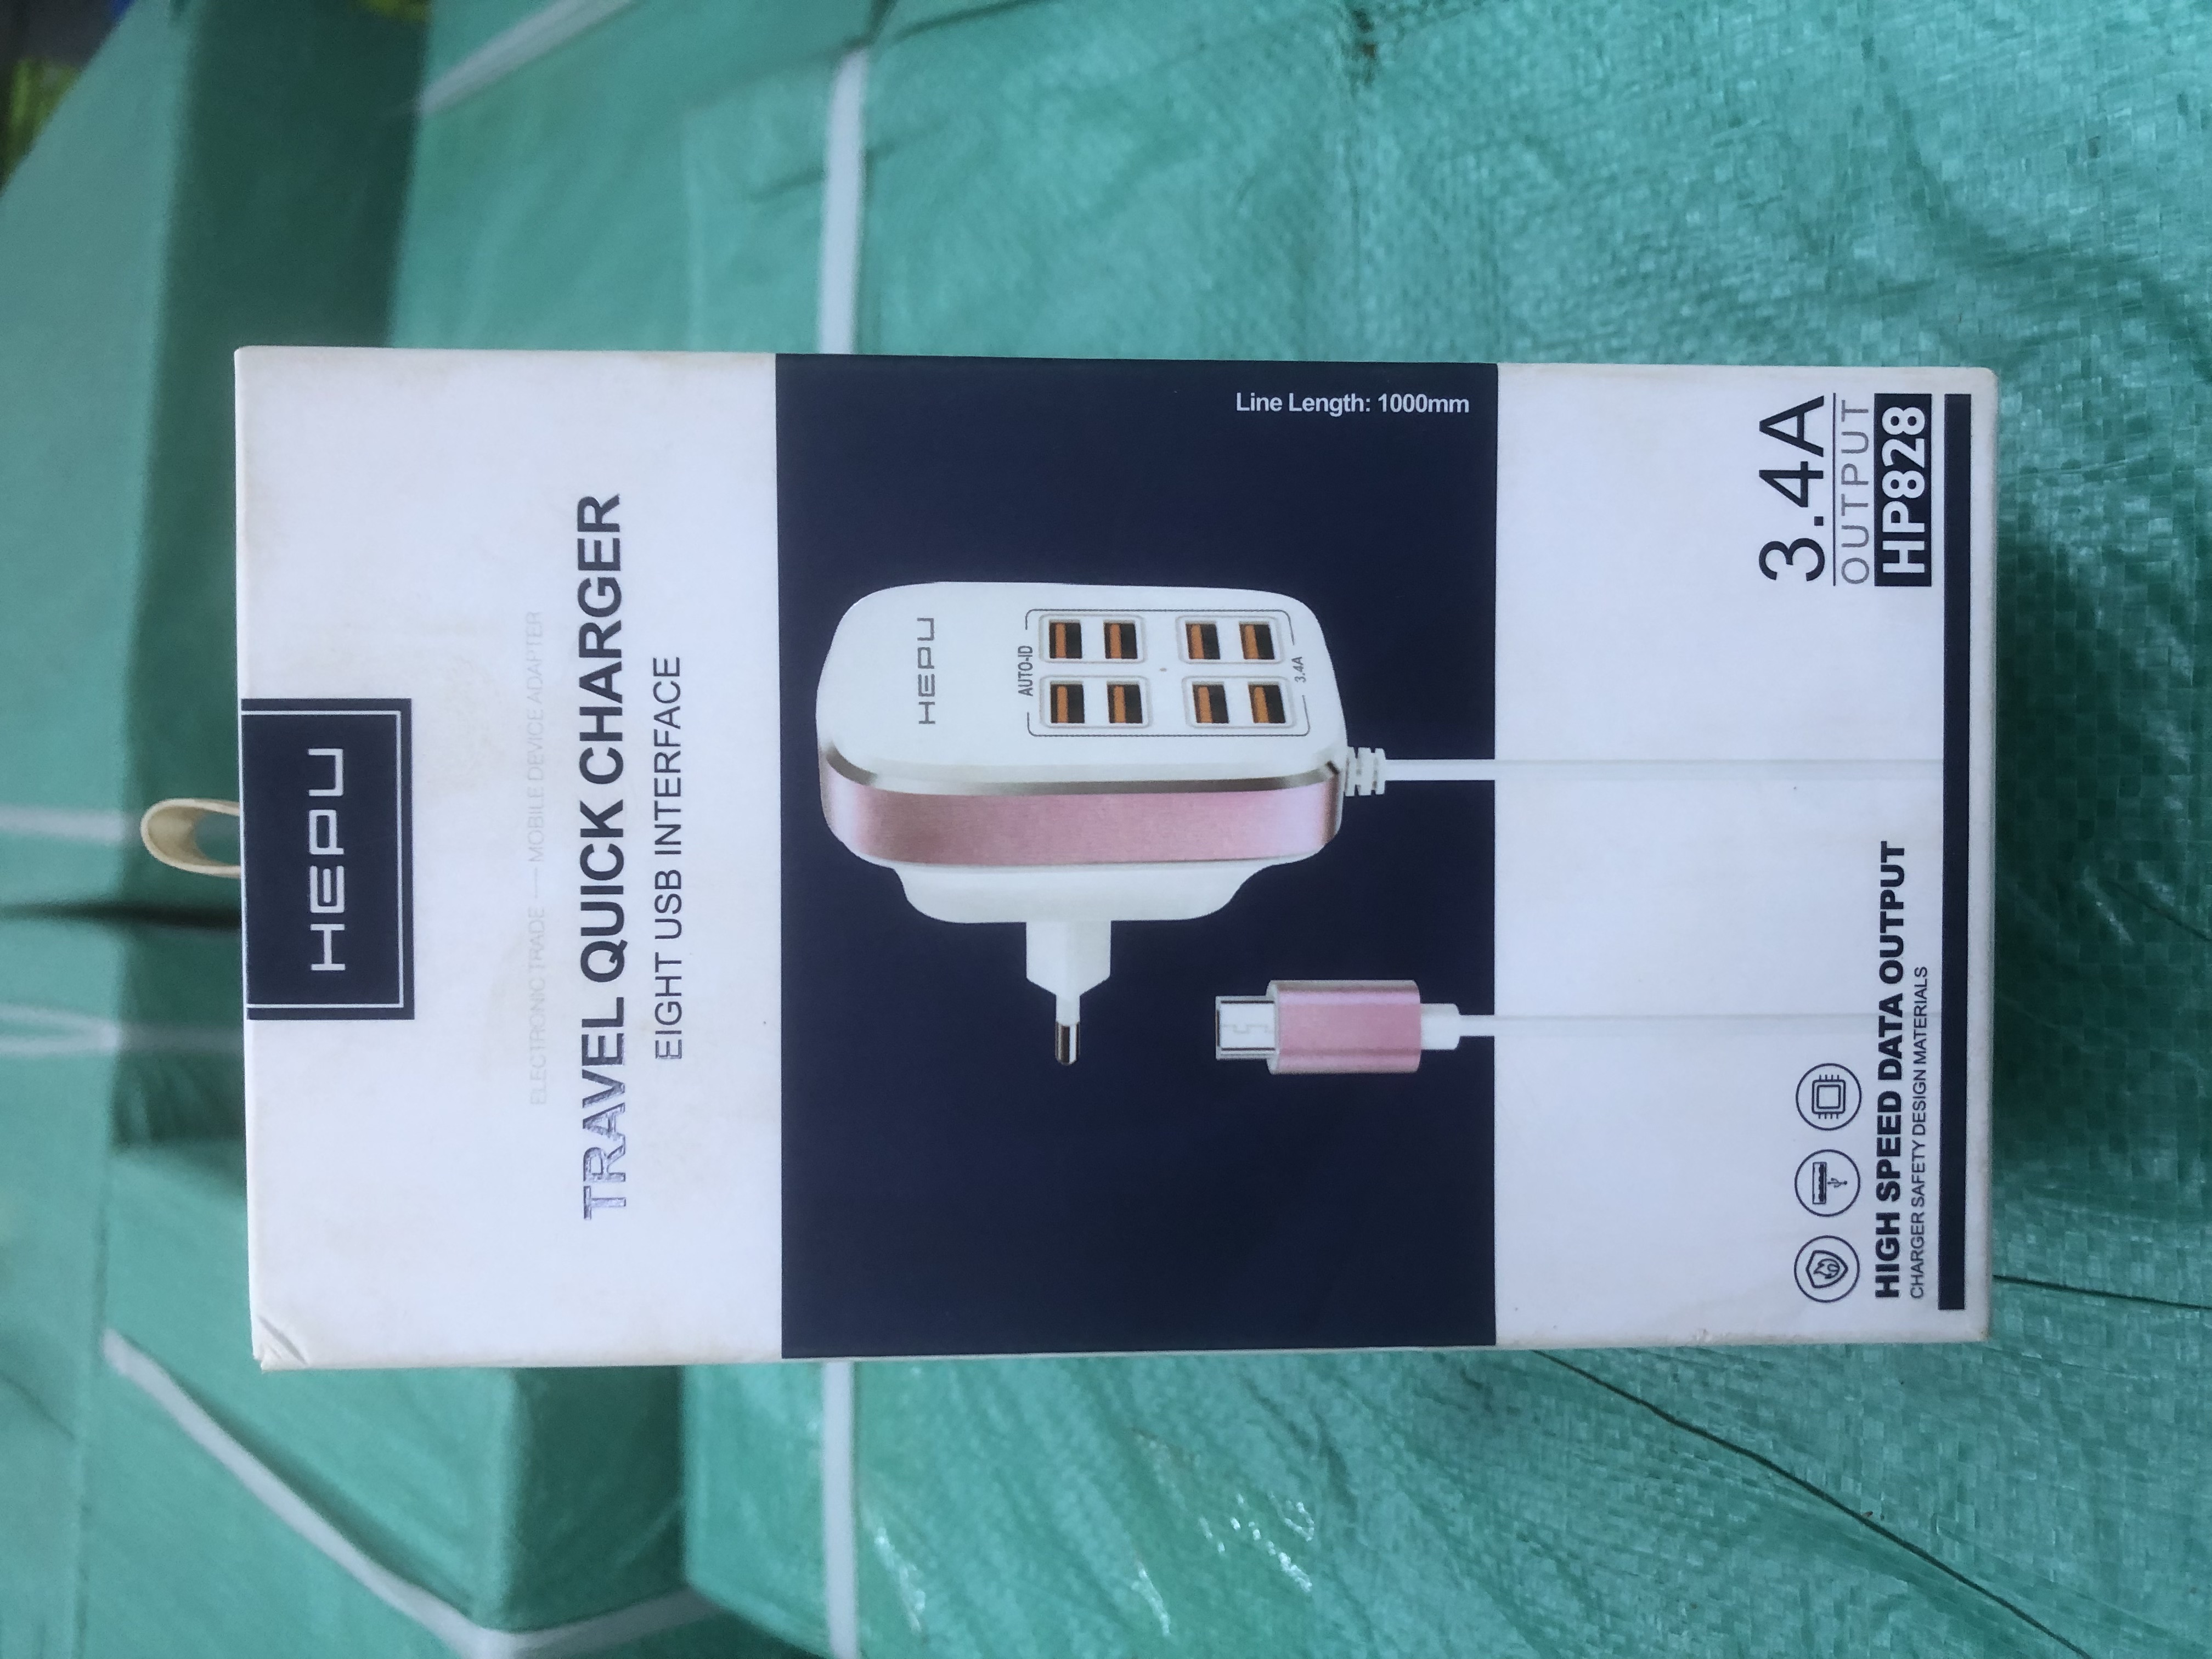 HEPU
ELECTRONIC TRADE — MOBILE DEVICE ADAPTER
TRAVEL QUICK CHARGER
EIGHT USB INTERFACE
HEPU
AUTO-ID
3.4A
Line Length: 1000mm
3.4A
OUTPUT
HP828
HIGH SPEED DATA OUTPUT
CHARGER SAFETY DESIGN MATERIALS